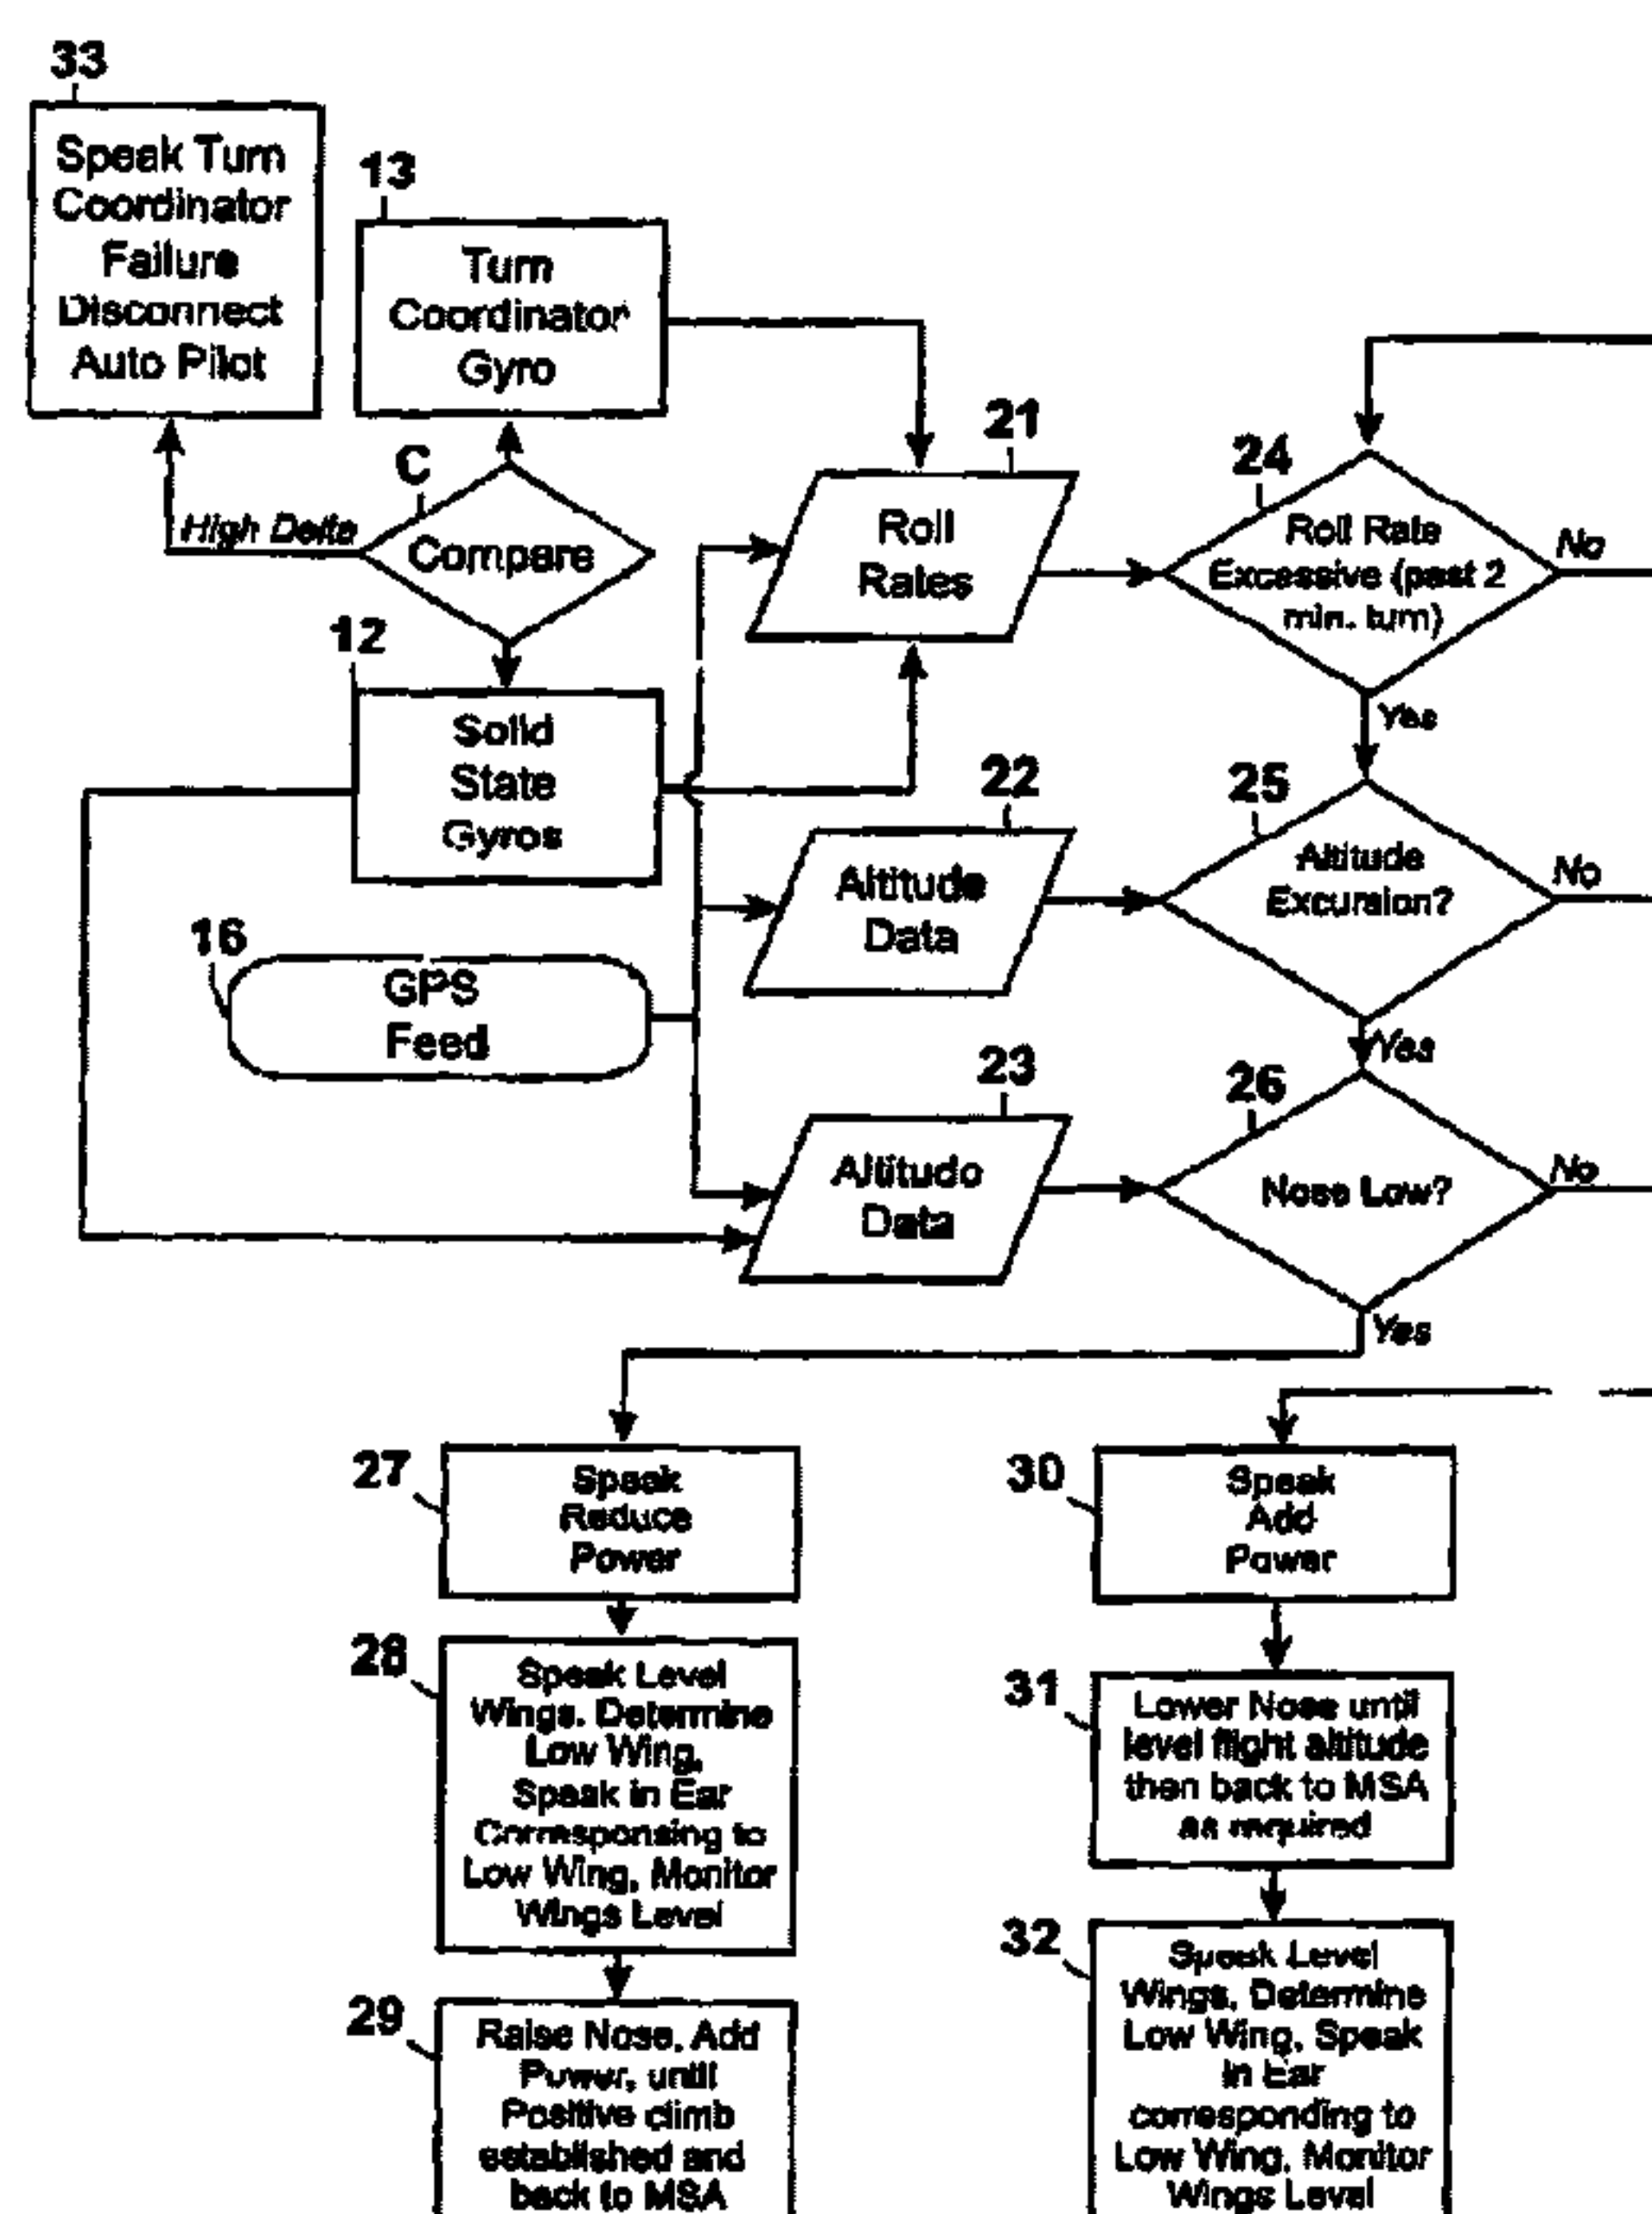 33
Speak Turn
Coordinator
Failure
Disconnect
Auto Pilot
13
Turn
Coordinator
Gyro
C
High Delta
Compare
12
Solid
State
Gyros
16
GPS
Feed
21
Roll
Rates
22
Altitude
Data
23
Altitudo
Data
24
Roll Rate
Excessive (past 2
min. turn)
No
Yes
25
Altitude
Excursion?
No
Yes
26
Nose Low?
No
Yes
27
Speak
Reduce
Power
28
Speak Level
Wings. Determine
Low Wing,
Speak in Ear
Corresponsing to
Low Wing, Monitor
Wings Level
29
Raise Nose, Add
Power, until
Positive climb
established and
back to MSA
30
Speak
Add
Power
31
Lower Nose until
level flight altitude
then back to MSA
as required
32
Speak Level
Wings, Determine
Low Wing, Speak
in Ear
corresponding to
Low Wing, Monitor
Wings Level